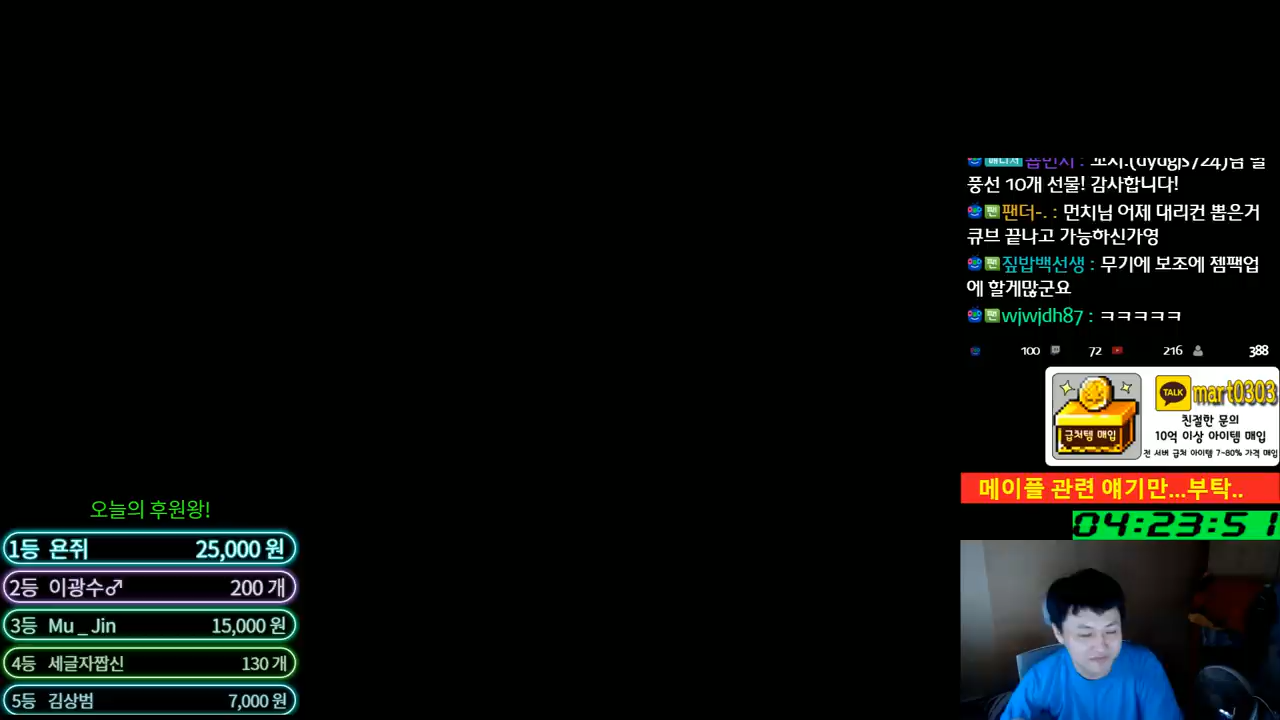 풍선 10개 선물! 감사합니다!
팬 팬더-. : 먼치님 어제 대리컨 뽑은거
큐브 끝나고 가능하신가영
팬 짚밥백선생 : 무기에 보조에 젬팩업
에 할게많군요
팬 wjwjdh87 : ㅋㅋㅋㅋㅋ
100 72 216 388
TALK mart0303
친절한 문의
10억 이상 아이템 매입
급처템 매입
전 서버 급처 아이템 7~80% 가격 매입
메이플 관련 얘기만...부탁..
04:23:51
오늘의 후원왕!
1등 욘쥐 25,000 원
2등 이광수♂ 200 개
3등 Mu _ Jin 15,000 원
4등 세글자짭신 130 개
5등 김상범 7,000 원